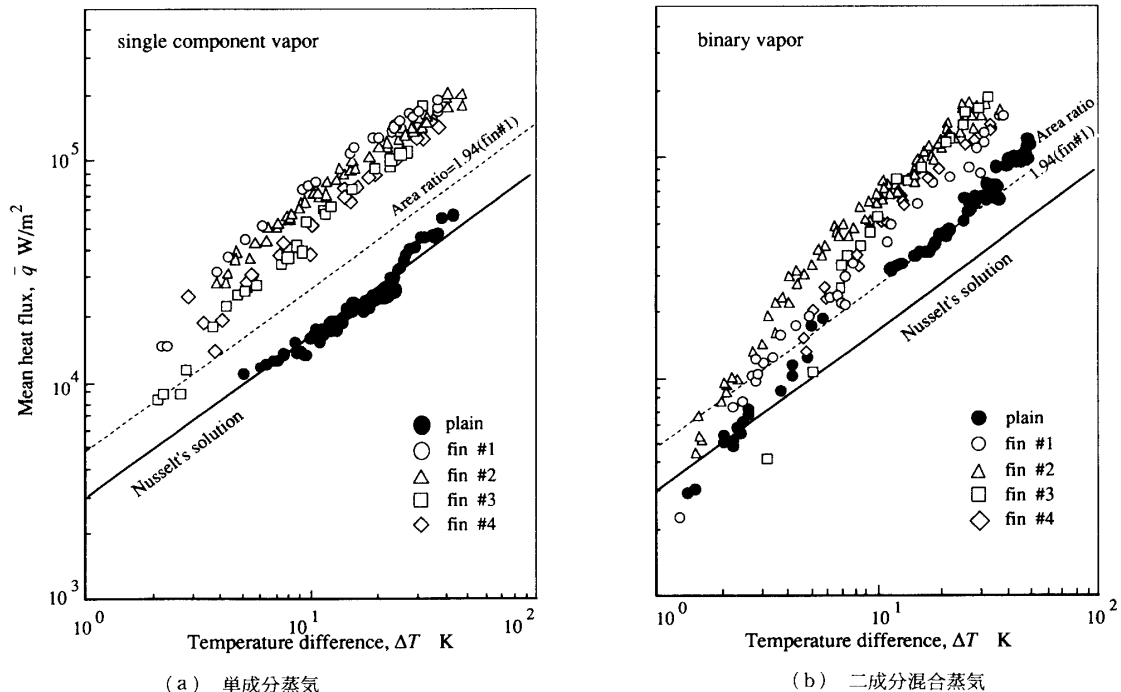 single component vapor
Mean heat flux, q̄ W/m²
10⁵
10⁴
10³
Area ratio=1.94(fin#1)
Nusselt's solution
plain
fin #1
fin #2
fin #3
fin #4
10⁰
10¹
10²
Temperature difference, ΔT K
(a) 単成分蒸気
binary vapor
Area ratio
1.94(fin#1)
Nusselt's solution
plain
fin #1
fin #2
fin #3
fin #4
10⁰
10¹
10²
Temperature difference, ΔT K
(b) 二成分混合蒸気